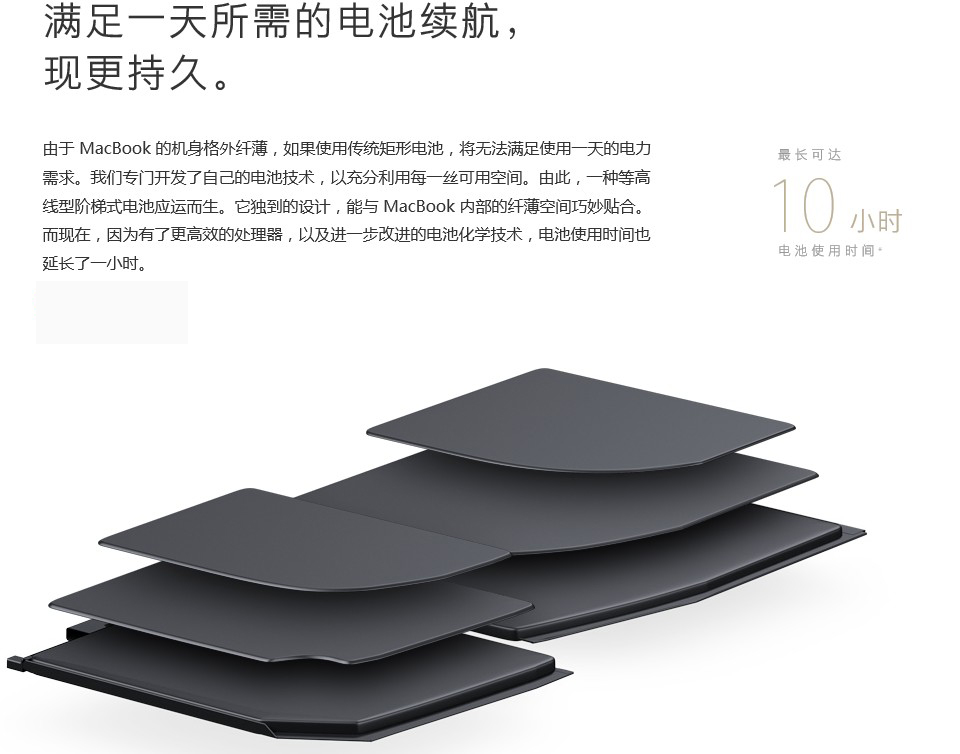 满足一天所需的电池续航，
现更持久。
由于 MacBook 的机身格外纤薄，如果使用传统矩形电池，将无法满足使用一天的电力
需求。我们专门开发了自己的电池技术，以充分利用每一丝可用空间。由此，一种等高
线型阶梯式电池应运而生。它独到的设计，能与 MacBook 内部的纤薄空间巧妙贴合。
而现在，因为有了更高效的处理器，以及进一步改进的电池化学技术，电池使用时间也
延长了一小时。
最长可达
10 小时
电池使用时间*